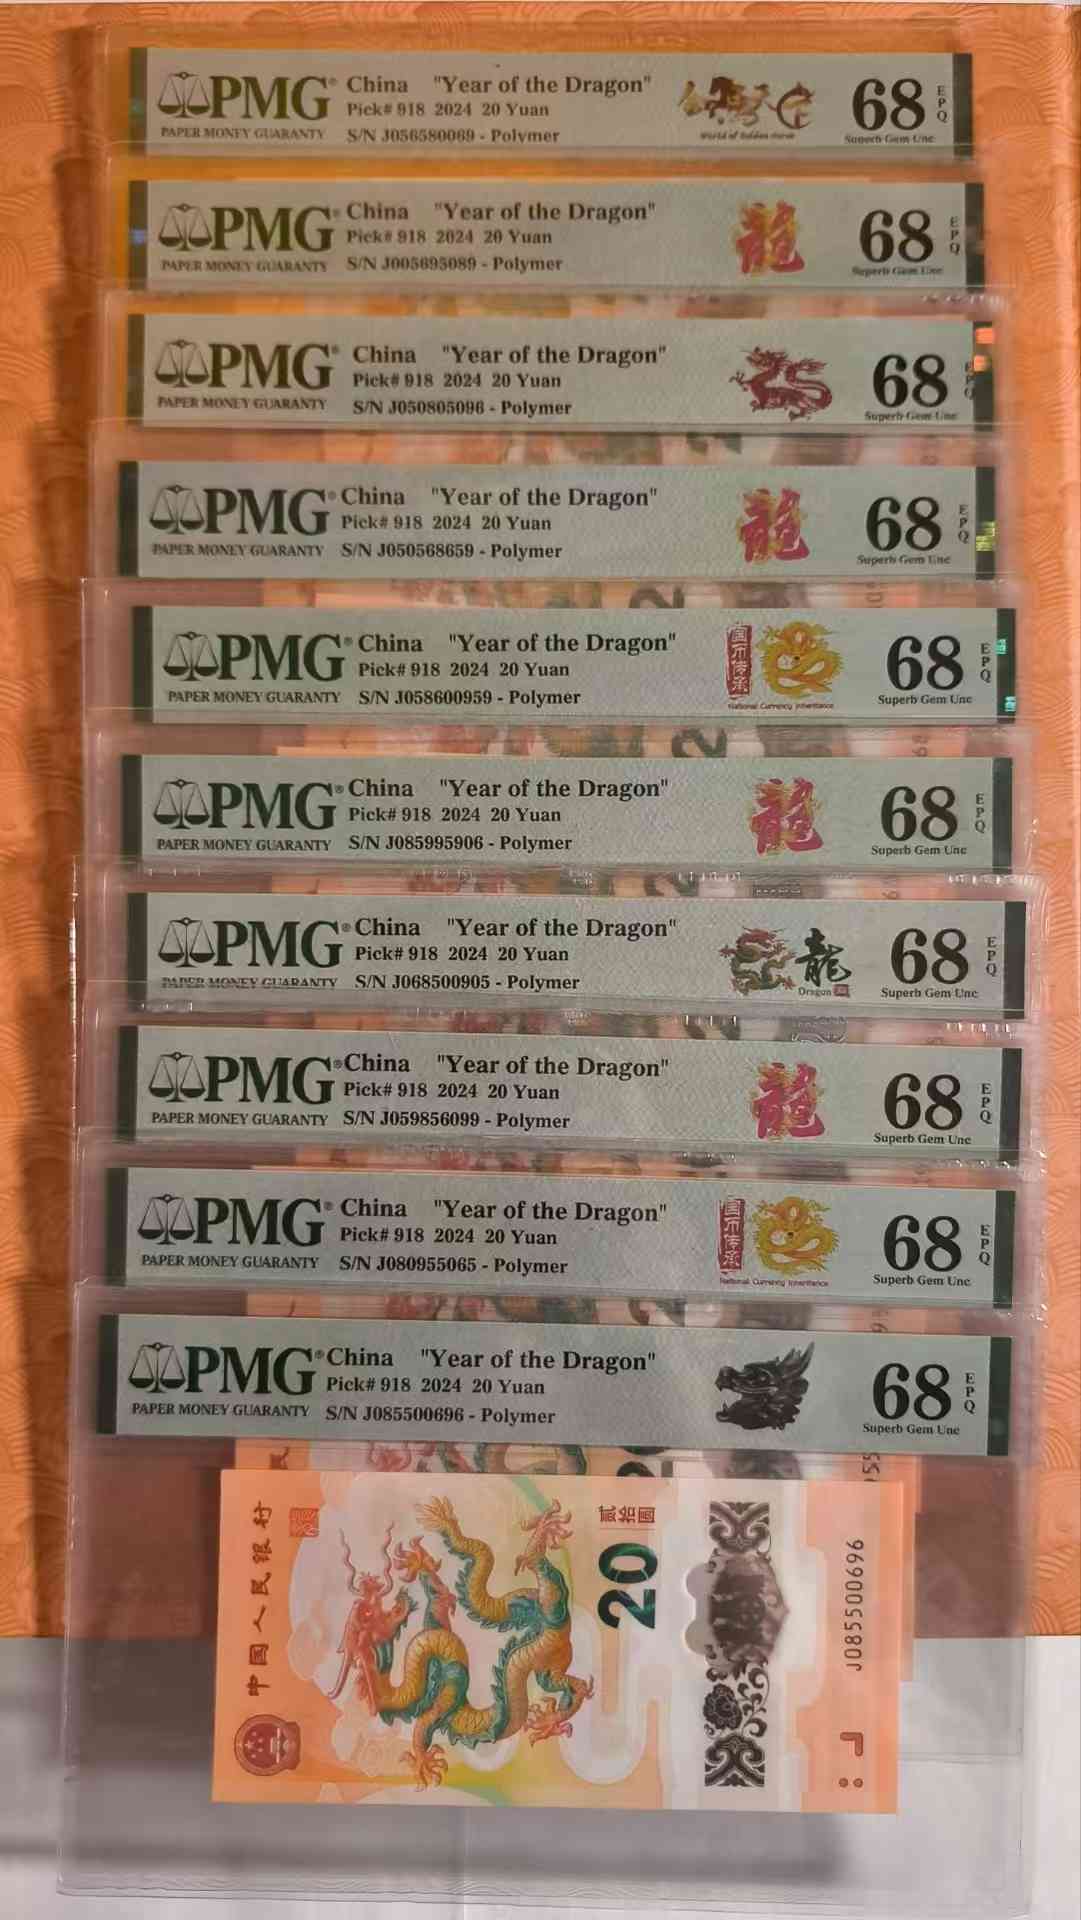 PMG® China "Year of the Dragon" 68 EPQ
Pick# 918 2024 20 Yuan
World of Golden Horse
PAPER MONEY GUARANTY S/N J056580069 - Polymer Superb Gem Unc
PMG® China "Year of the Dragon" 龍 68 EPQ
Pick# 918 2024 20 Yuan
PAPER MONEY GUARANTY S/N J005695089 - Polymer Superb Gem Unc
PMG® China "Year of the Dragon" 68 EPQ
Pick# 918 2024 20 Yuan
PAPER MONEY GUARANTY S/N J050805096 - Polymer Superb Gem Unc
PMG® China "Year of the Dragon" 龍 68 EPQ
Pick# 918 2024 20 Yuan
PAPER MONEY GUARANTY S/N J050568659 - Polymer Superb Gem Unc
PMG® China "Year of the Dragon" 国币传承 68 EPQ
Pick# 918 2024 20 Yuan
PAPER MONEY GUARANTY S/N J058600959 - Polymer National Currency Inheritance Superb Gem Unc
PMG® China "Year of the Dragon" 龍 68 EPQ
Pick# 918 2024 20 Yuan
PAPER MONEY GUARANTY S/N J085995906 - Polymer Superb Gem Unc
PMG® China "Year of the Dragon" 龍 68 EPQ
Pick# 918 2024 20 Yuan
PAPER MONEY GUARANTY S/N J068500905 - Polymer Dragon Superb Gem Unc
PMG® China "Year of the Dragon" 龍 68 EPQ
Pick# 918 2024 20 Yuan
PAPER MONEY GUARANTY S/N J059856099 - Polymer Superb Gem Unc
PMG® China "Year of the Dragon" 国币传承 68 EPQ
Pick# 918 2024 20 Yuan
PAPER MONEY GUARANTY S/N J080955065 - Polymer National Currency Inheritance Superb Gem Unc
PMG® China "Year of the Dragon" 68 EPQ
Pick# 918 2024 20 Yuan
PAPER MONEY GUARANTY S/N J085500696 - Polymer Superb Gem Unc
中国人民银行
贰拾圆
20
J085500696